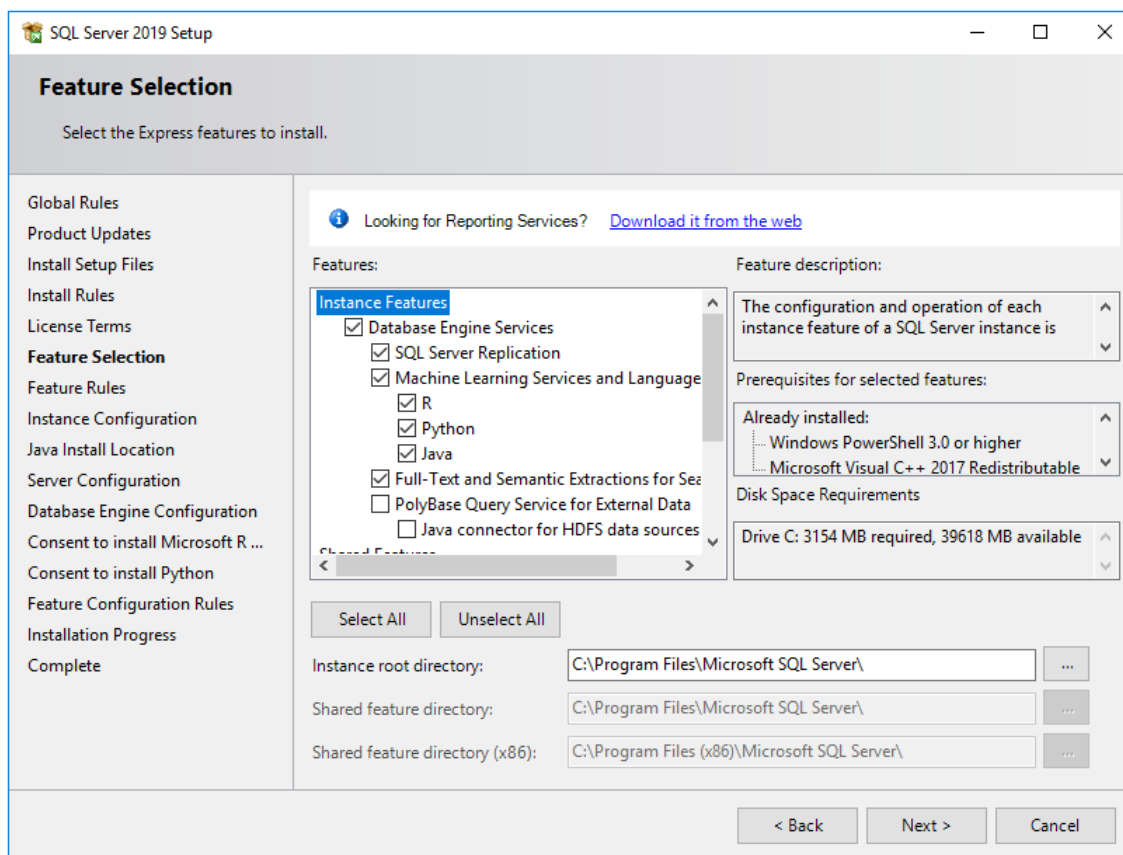 SQL Server 2019 Setup
Feature Selection
Select the Express features to install.
Global Rules
Product Updates
Install Setup Files
Install Rules
License Terms
Feature Selection
Feature Rules
Instance Configuration
Java Install Location
Server Configuration
Database Engine Configuration
Consent to install Microsoft R ...
Consent to install Python
Feature Configuration Rules
Installation Progress
Complete
Looking for Reporting Services? Download it from the web
Features:
Instance Features
Database Engine Services
SQL Server Replication
Machine Learning Services and Language
R
Python
Java
Full-Text and Semantic Extractions for Sea
PolyBase Query Service for External Data
Java connector for HDFS data sources
Shared Features
Feature description:
The configuration and operation of each
instance feature of a SQL Server instance is
Prerequisites for selected features:
Already installed:
Windows PowerShell 3.0 or higher
Microsoft Visual C++ 2017 Redistributable
Disk Space Requirements
Drive C: 3154 MB required, 39618 MB available
Select All Unselect All
Instance root directory: C:\Program Files\Microsoft SQL Server\ ...
Shared feature directory: C:\Program Files\Microsoft SQL Server\ ...
Shared feature directory (x86): C:\Program Files (x86)\Microsoft SQL Server\ ...
< Back Next > Cancel